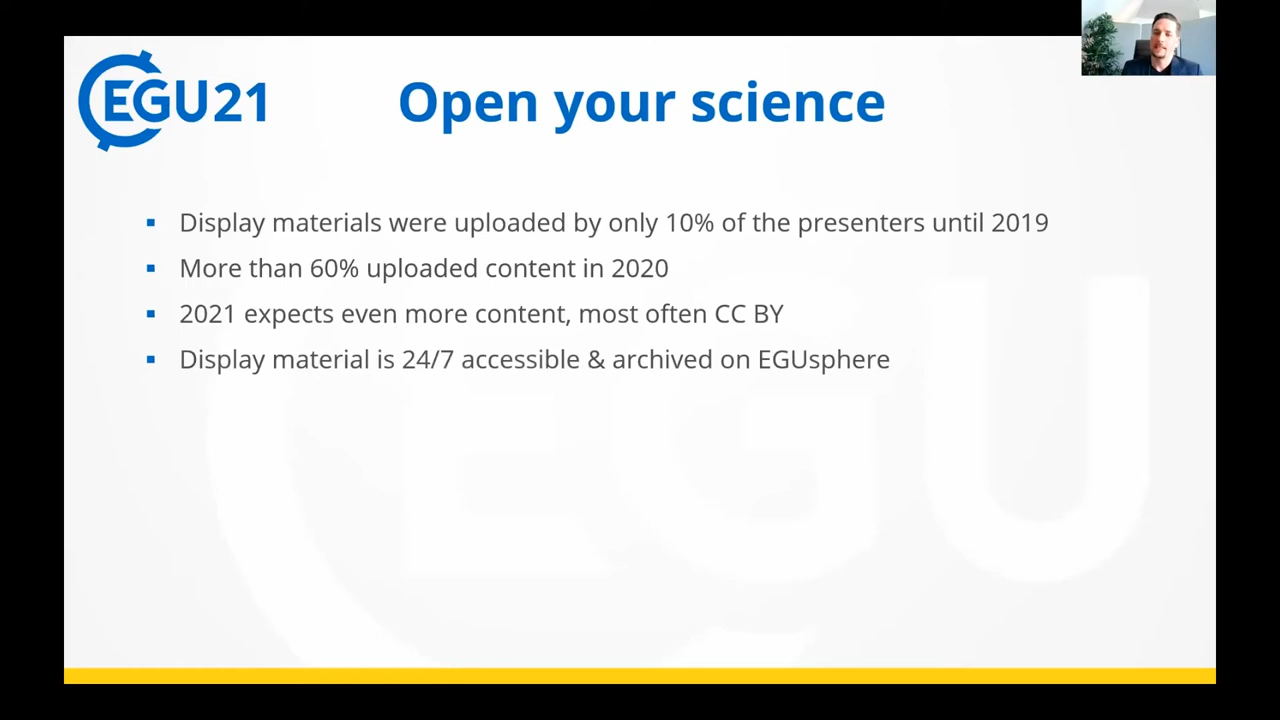 EGU21
Open your science
Display materials were uploaded by only 10% of the presenters until 2019
More than 60% uploaded content in 2020
2021 expects even more content, most often CC BY
Display material is 24/7 accessible & archived on EGUsphere
EGU